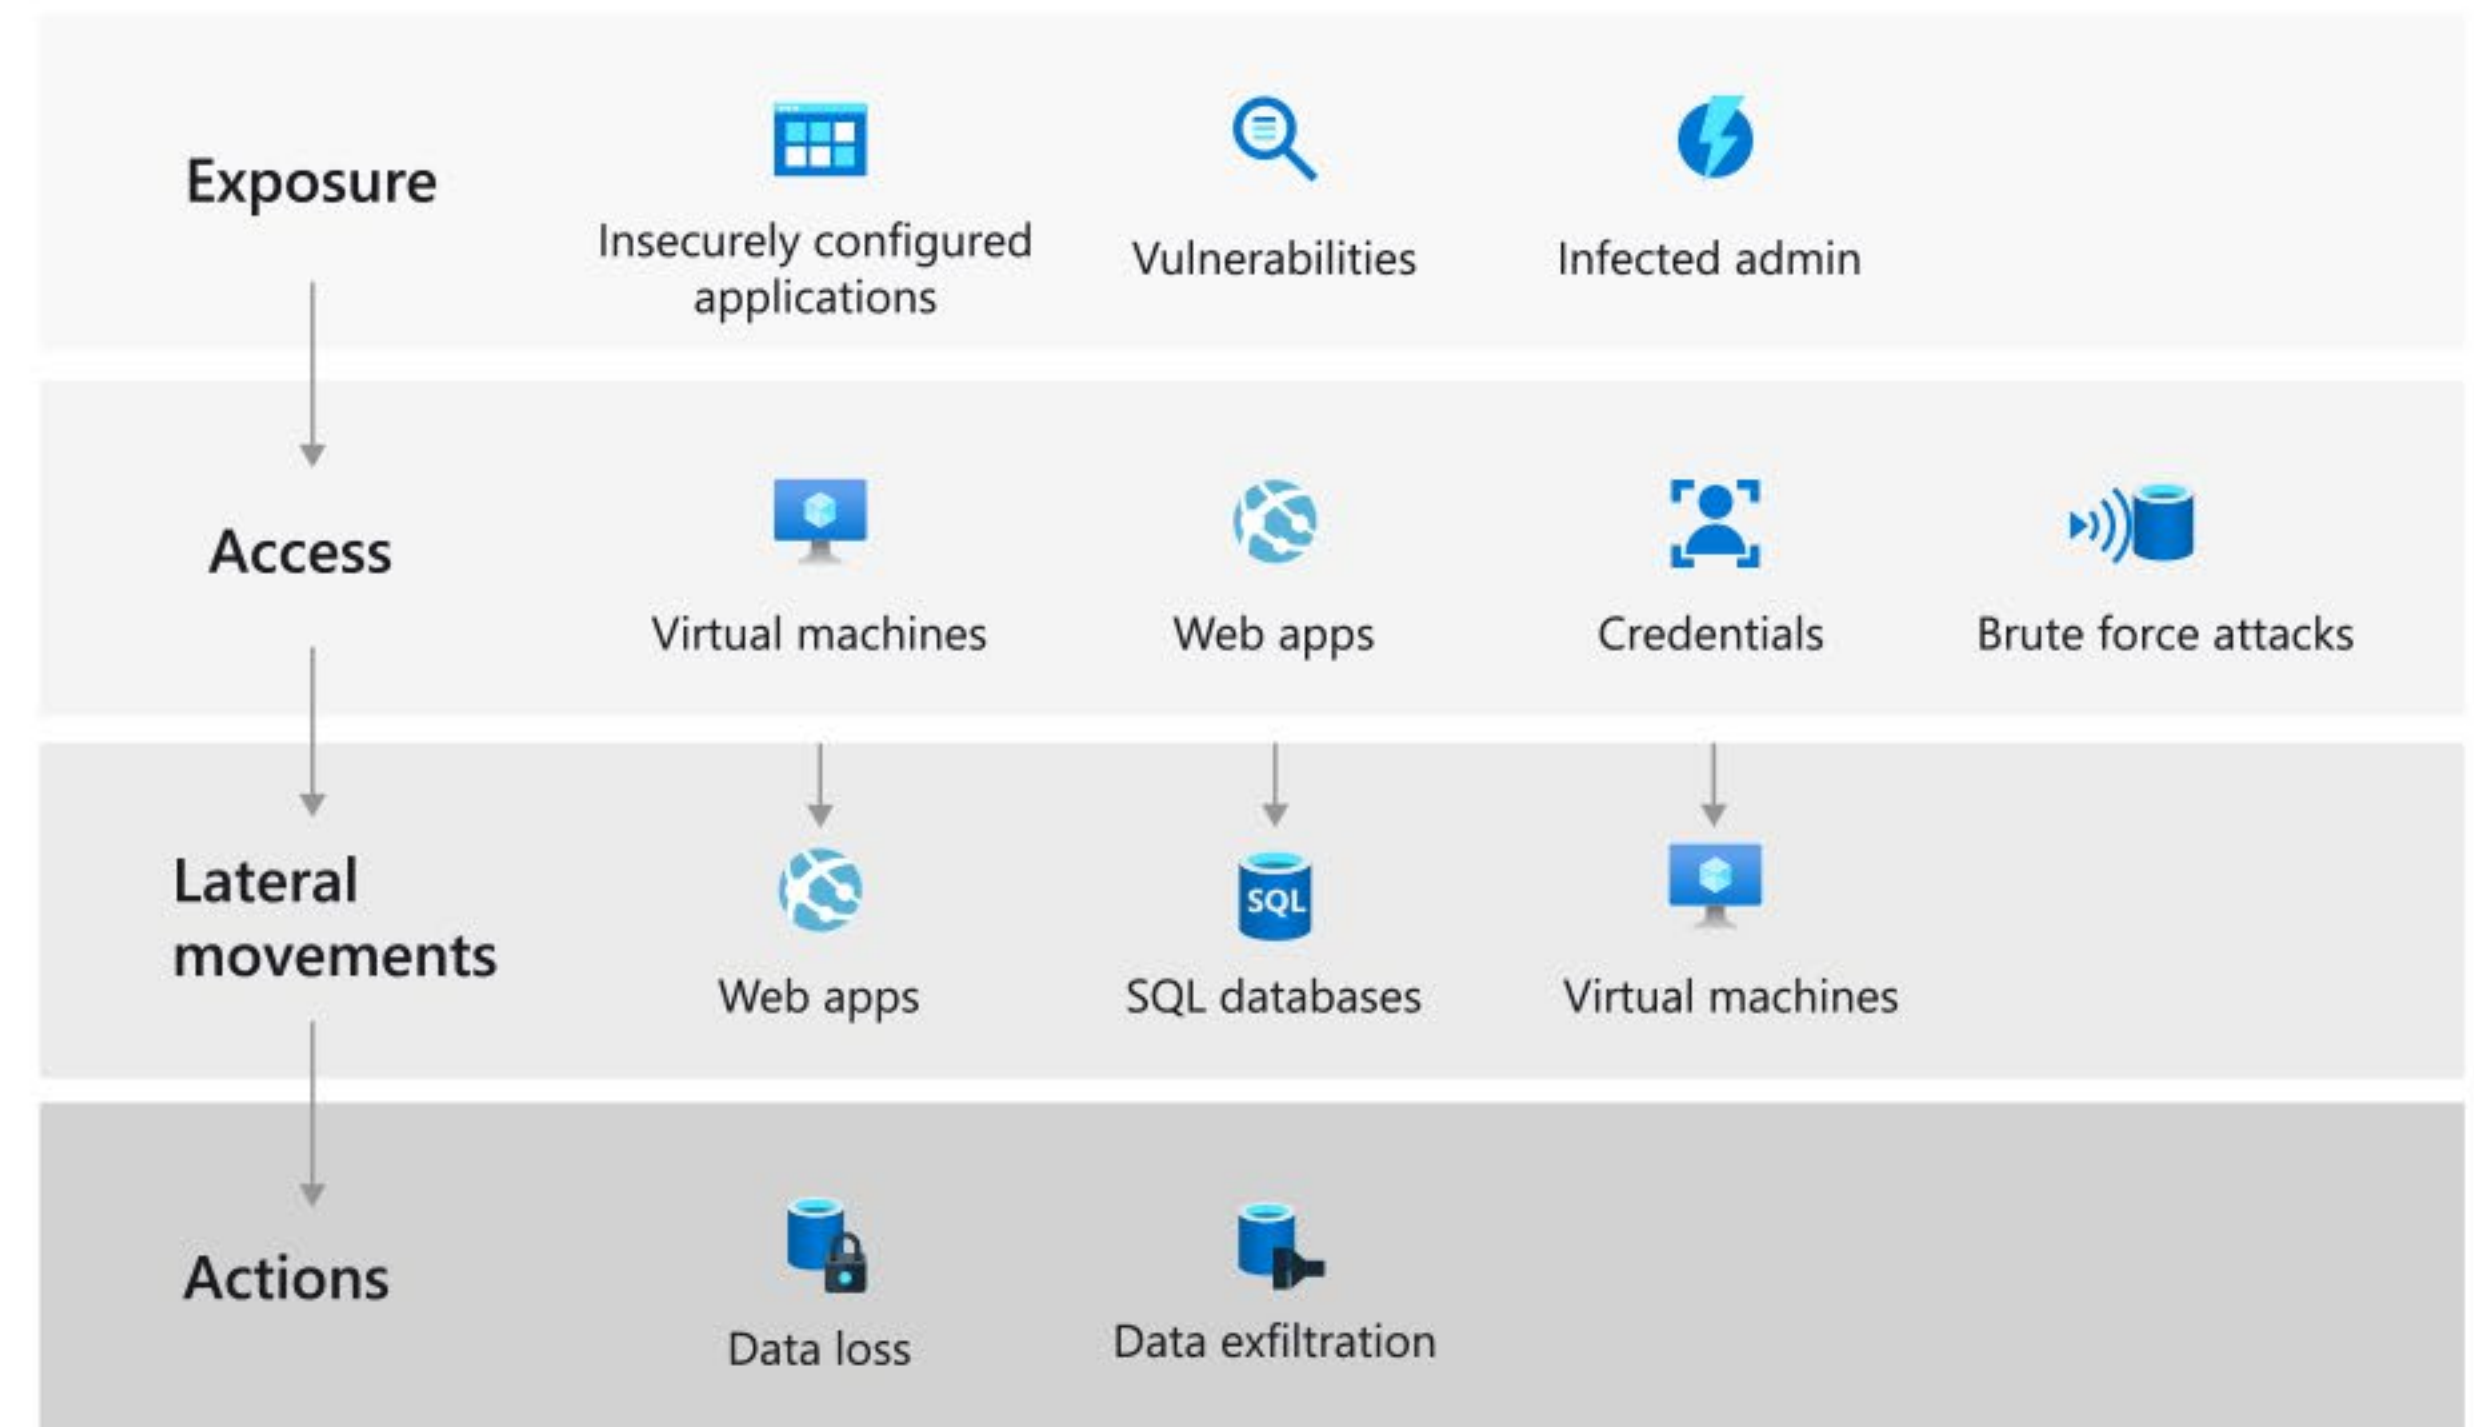 Exposure
Insecurely configured
applications
Vulnerabilities
Infected admin
Access
Virtual machines
Web apps
Credentials
Brute force attacks
Lateral
movements
SQL
Web apps
SQL databases
Virtual machines
Actions
Data loss
Data exfiltration